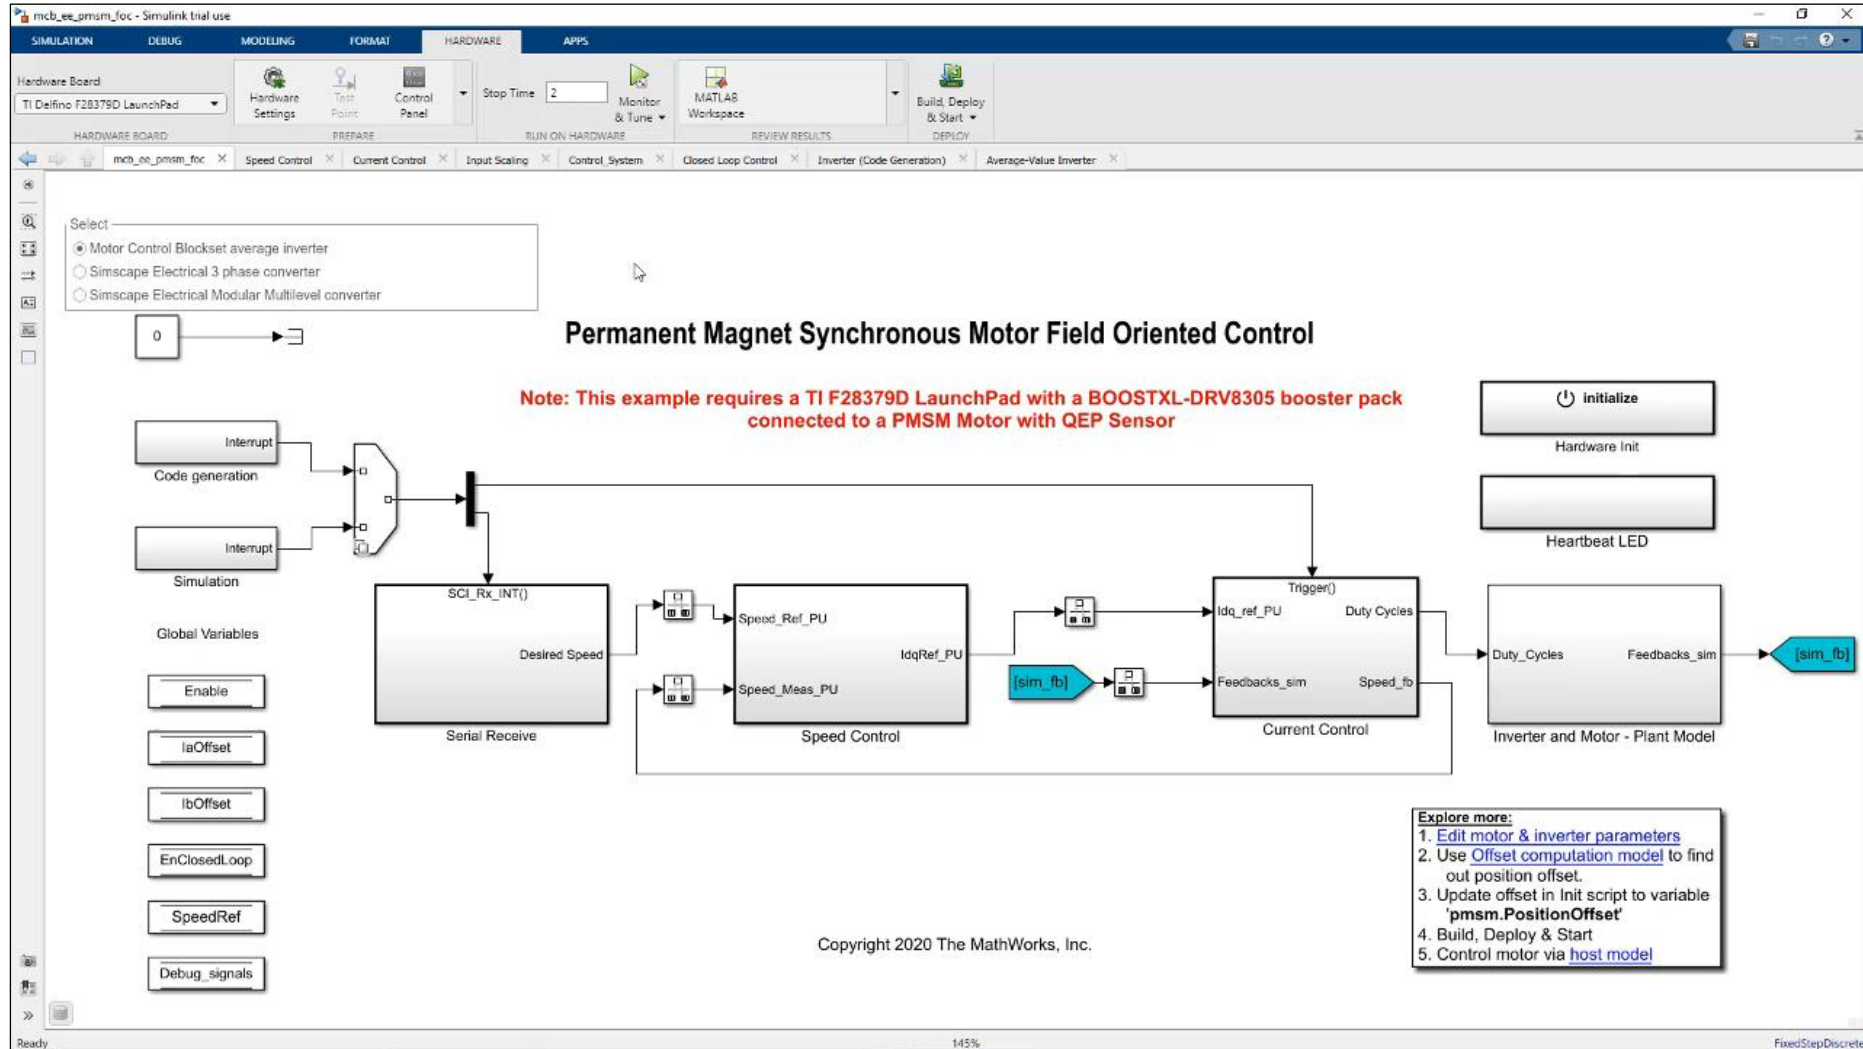 mcb_ee_pmsm_foc - Simulink trial use
SIMULATION DEBUG MODELING FORMAT HARDWARE APPS
Hardware Board
TI Delfino F28379D LaunchPad
Hardware
Settings
Test
Point
Control
Panel
Stop Time 2
Monitor
& Tune
MATLAB
Workspace
Build, Deploy
& Start
HARDWARE BOARD PREPARE RUN ON HARDWARE REVIEW RESULTS DEPLOY
mcb_ee_pmsm_foc Speed Control Current Control Input Scaling Control_System Closed Loop Control Inverter (Code Generation) Average-Value Inverter
Select
Motor Control Blockset average inverter
Simscape Electrical 3 phase converter
Simscape Electrical Modular Multilevel converter
0
Permanent Magnet Synchronous Motor Field Oriented Control
Note: This example requires a TI F28379D LaunchPad with a BOOSTXL-DRV8305 booster pack
connected to a PMSM Motor with QEP Sensor
initialize
Hardware Init
Heartbeat LED
Interrupt
Code generation
Interrupt
Simulation
SCI_Rx_INT()
Desired Speed
Serial Receive
Speed_Ref_PU
Speed_Meas_PU
IdqRef_PU
Speed Control
[sim_fb]
Trigger()
Idq_ref_PU Duty Cycles
Feedbacks_sim Speed_fb
Current Control
Duty_Cycles Feedbacks_sim
Inverter and Motor - Plant Model
[sim_fb]
Global Variables
Enable
IaOffset
IbOffset
EnClosedLoop
SpeedRef
Debug_signals
Explore more:
1. Edit motor & inverter parameters
2. Use Offset computation model to find
out position offset.
3. Update offset in Init script to variable
'pmsm.PositionOffset'
4. Build, Deploy & Start
5. Control motor via host model
Copyright 2020 The MathWorks, Inc.
Ready 145% FixedStepDiscrete